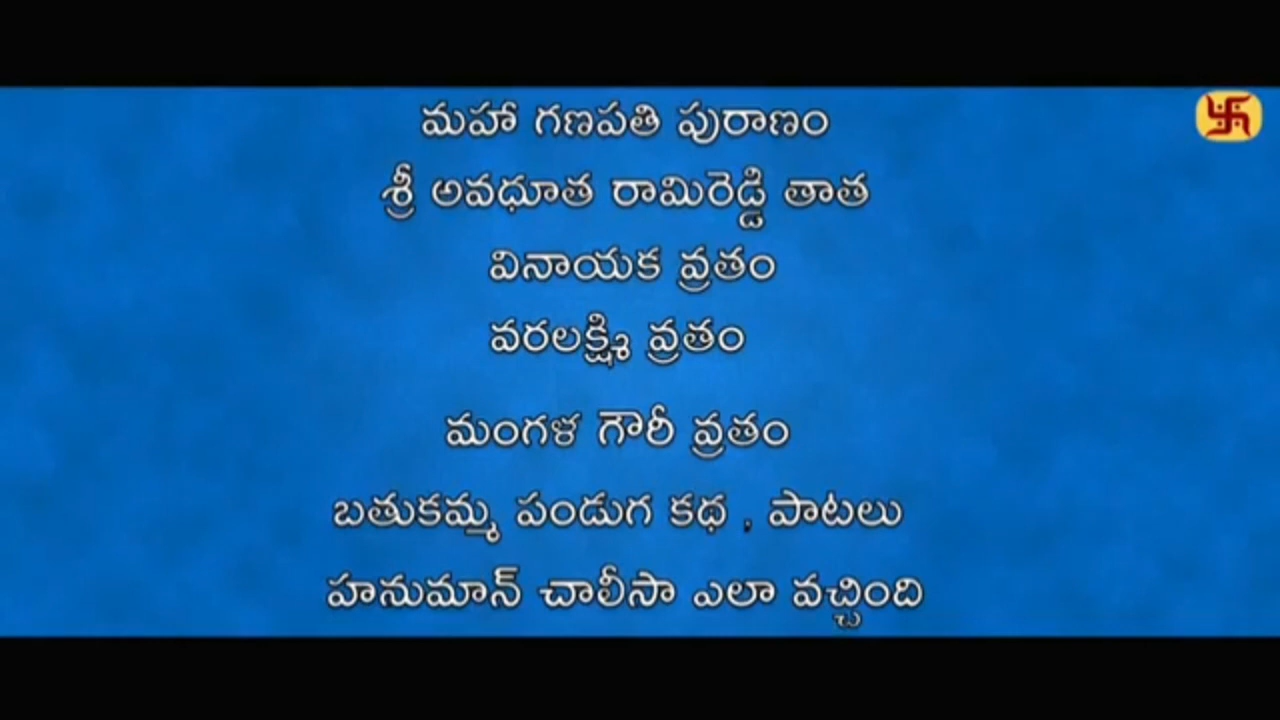 మహా గణపతి పురాణం
శ్రీ అవధూత రామిరెడ్డి తాత
వినాయక వ్రతం
వరలక్ష్మి వ్రతం
మంగళ గౌరీ వ్రతం
బతుకమ్మ పండుగ కథ , పాటలు
హనుమాన్ చాలీసా ఎలా వచ్చింది